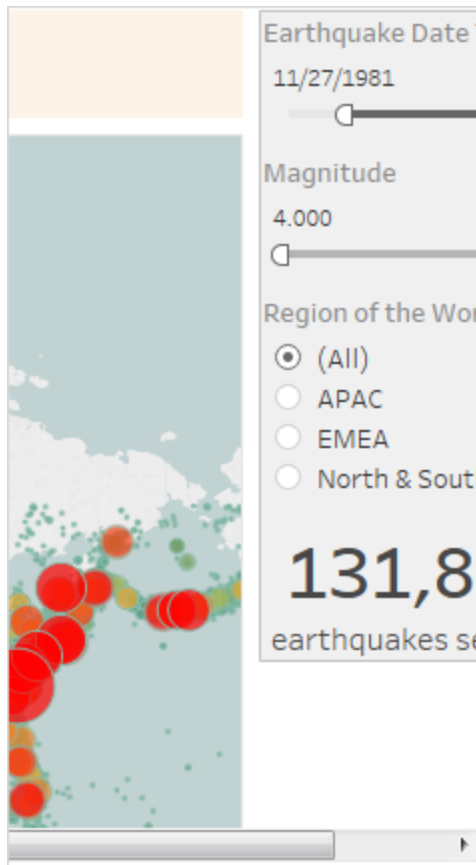 Earthquake Date
11/27/1981
Magnitude
4.000
Region of the Wor
(All)
APAC
EMEA
North & Sout
131,8
earthquakes se